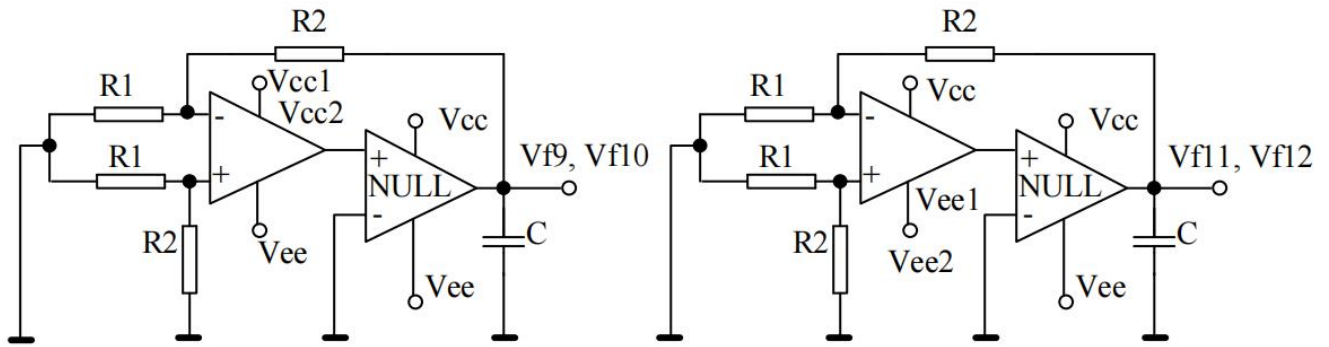 R2
R1
Vcc1
Vcc2
-
Vcc
R1
+
+
NULL
-
Vf9, Vf10
R2
Vee
Vee
C
R2
R1
Vcc
-
Vcc
R1
+
+
NULL
-
Vf11, Vf12
R2
Vee1
Vee2
Vee
C